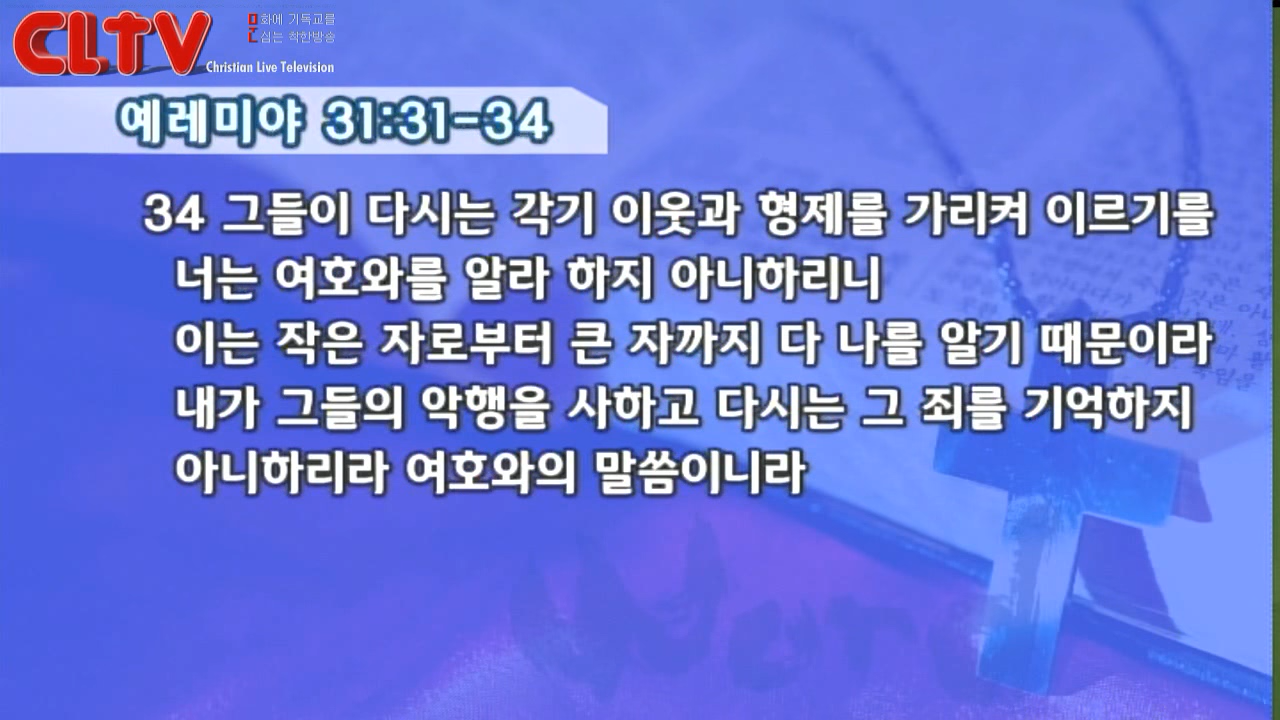 CLTV
문화에 기독교를
심는 착한방송
Christian Live Television
예레미야 31:31-34
34 그들이 다시는 각기 이웃과 형제를 가리켜 이르기를
너는 여호와를 알라 하지 아니하리니
이는 작은 자로부터 큰 자까지 다 나를 알기 때문이라
내가 그들의 악행을 사하고 다시는 그 죄를 기억하지
아니하리라 여호와의 말씀이니라
Word